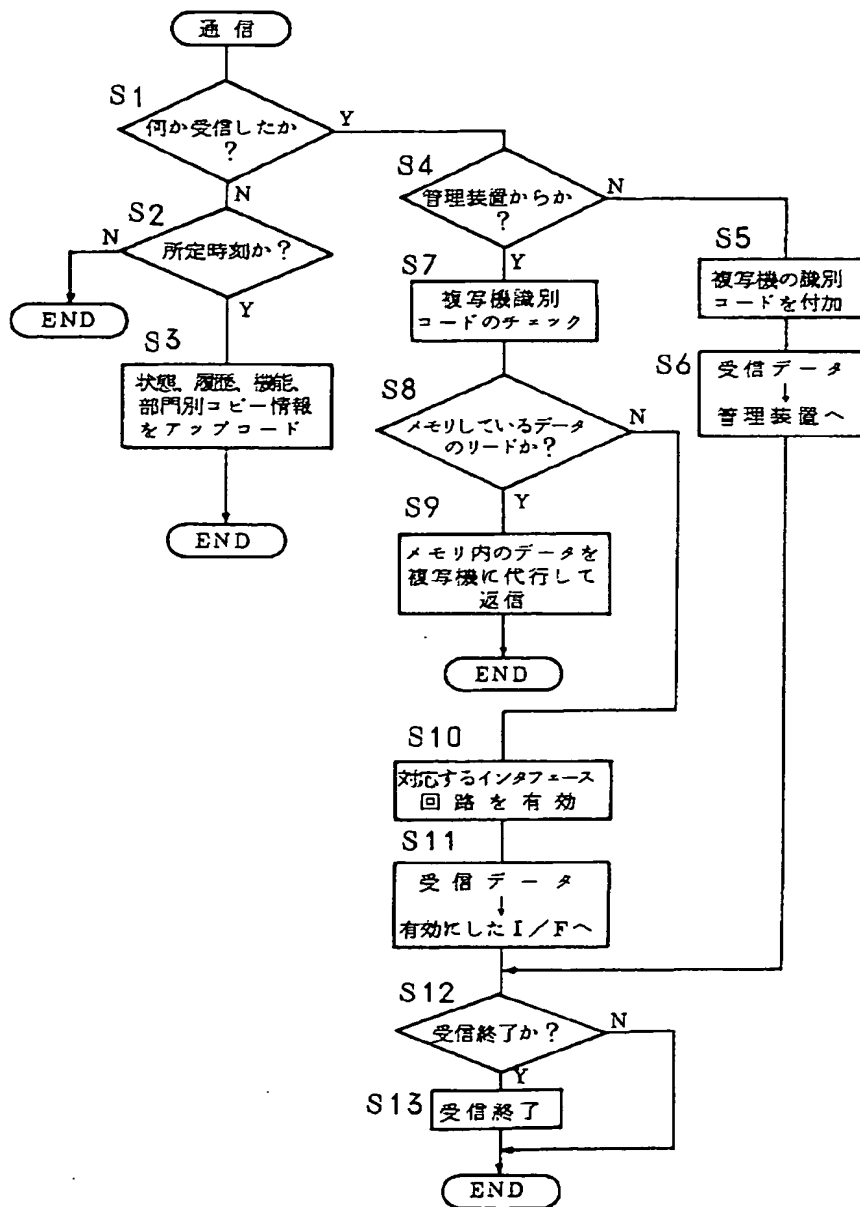 通信
S1
何か受信したか
?
Y
N
S2
所定時刻か?
N
Y
END
S3
状態、履歴、機能、
部門別コピー情報
をアップコード
END
S4
管理装置からか
?
N
Y
S5
複写機の識別
コードを付加
S6
受信データ
↓
管理装置へ
S7
複写機識別
コードのチェック
S8
メモリしているデータ
のリードか?
N
Y
S9
メモリ内のデータを
複写機に代行して
返信
END
S10
対応するインタフェース
回路を有効
S11
受信データ
↓
有効にしたI/Fへ
S12
受信終了か?
N
Y
S13
受信終了
END